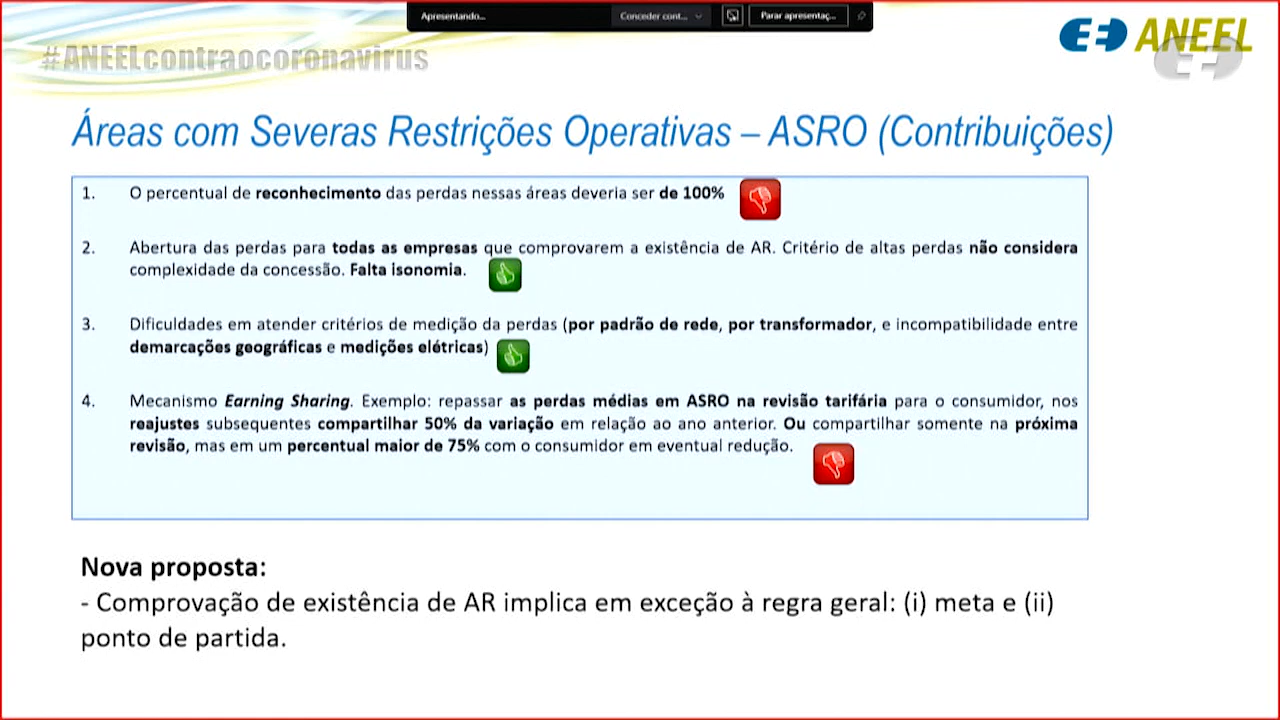 Apresentando...
Conceder cont...
Parar apresentaç...
#ANEELcontraocoronavirus
ANEEL
Áreas com Severas Restrições Operativas – ASRO (Contribuições)
1. O percentual de reconhecimento das perdas nessas áreas deveria ser de 100%
2. Abertura das perdas para todas as empresas que comprovarem a existência de AR. Critério de altas perdas não considera
complexidade da concessão. Falta isonomia.
3. Dificuldades em atender critérios de medição da perdas (por padrão de rede, por transformador, e incompatibilidade entre
demarcações geográficas e medições elétricas)
4. Mecanismo Earning Sharing. Exemplo: repassar as perdas médias em ASRO na revisão tarifária para o consumidor, nos
reajustes subsequentes compartilhar 50% da variação em relação ao ano anterior. Ou compartilhar somente na próxima
revisão, mas em um percentual maior de 75% com o consumidor em eventual redução.
Nova proposta:
- Comprovação de existência de AR implica em exceção à regra geral: (i) meta e (ii)
ponto de partida.